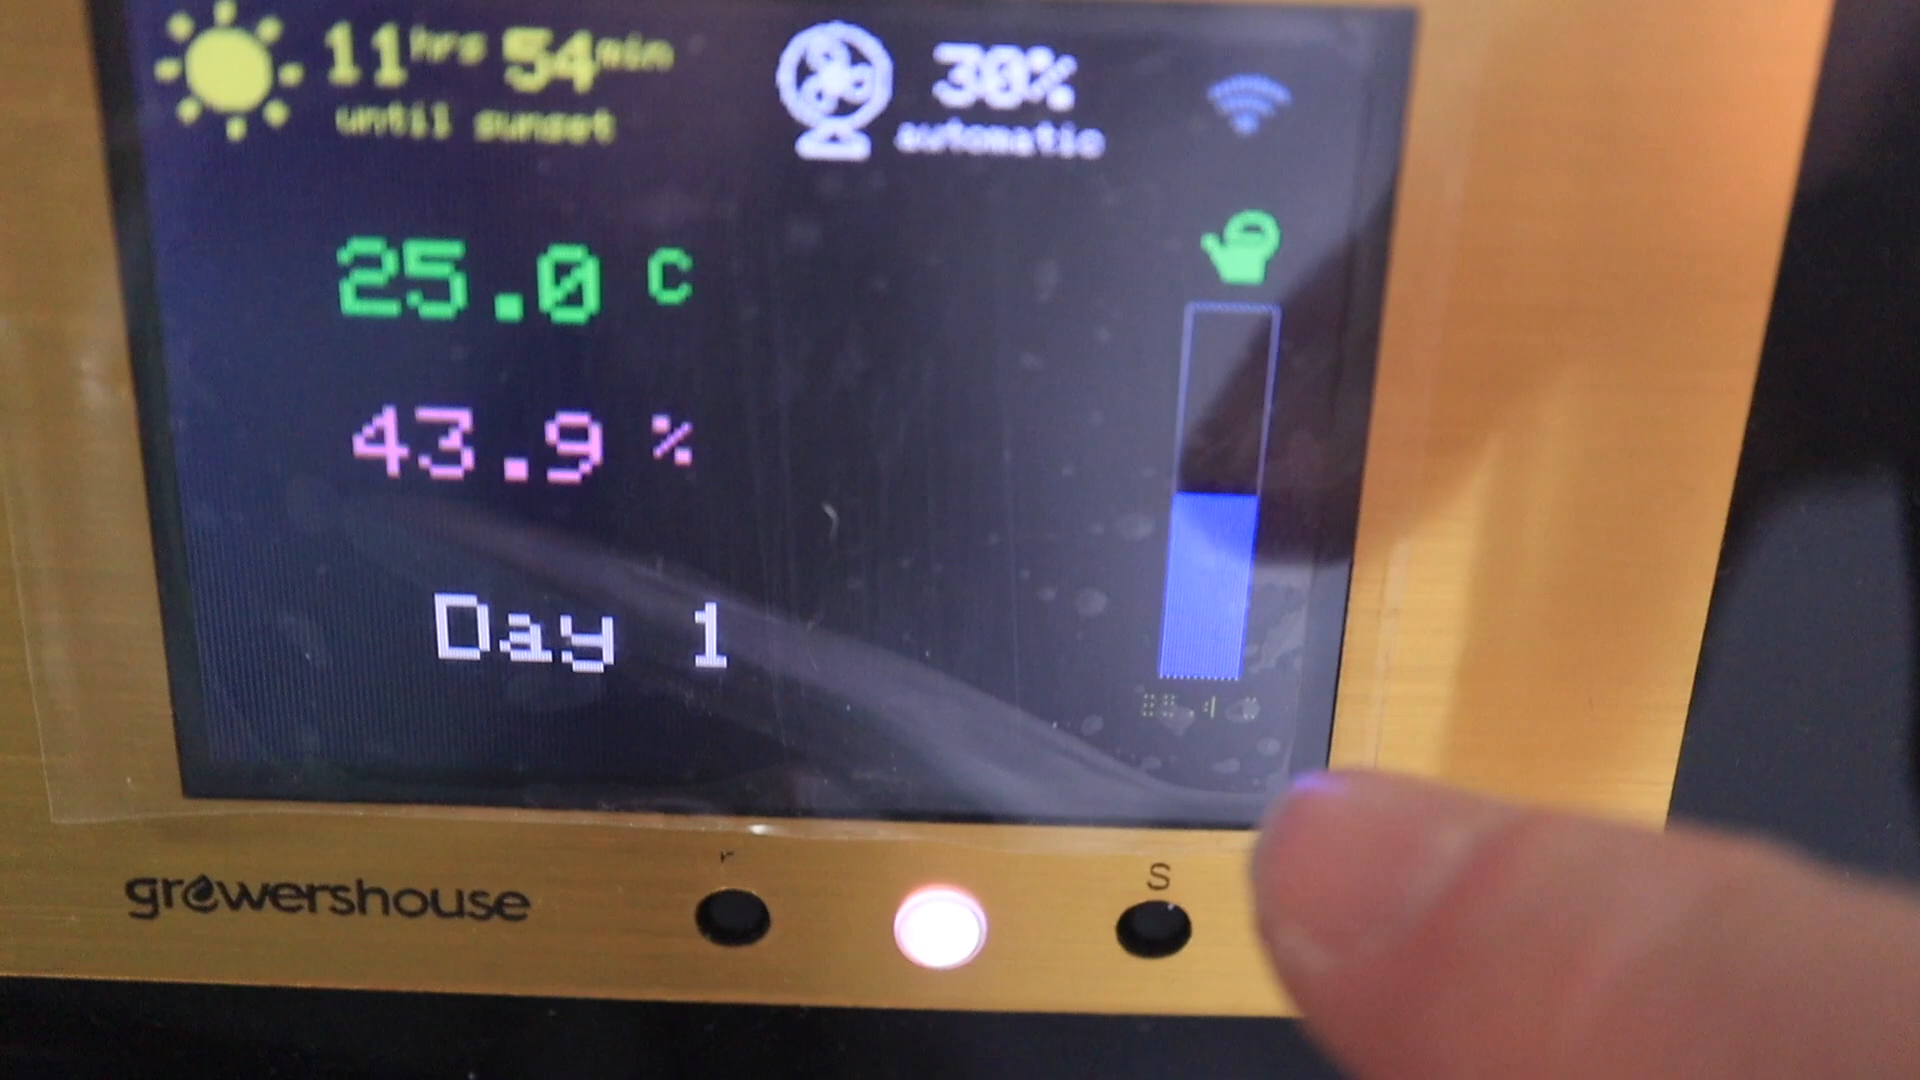 11hrs 54min
until sunset
30%
automatic
25.0 C
43.9 %
Day 1
growershouse
r
S